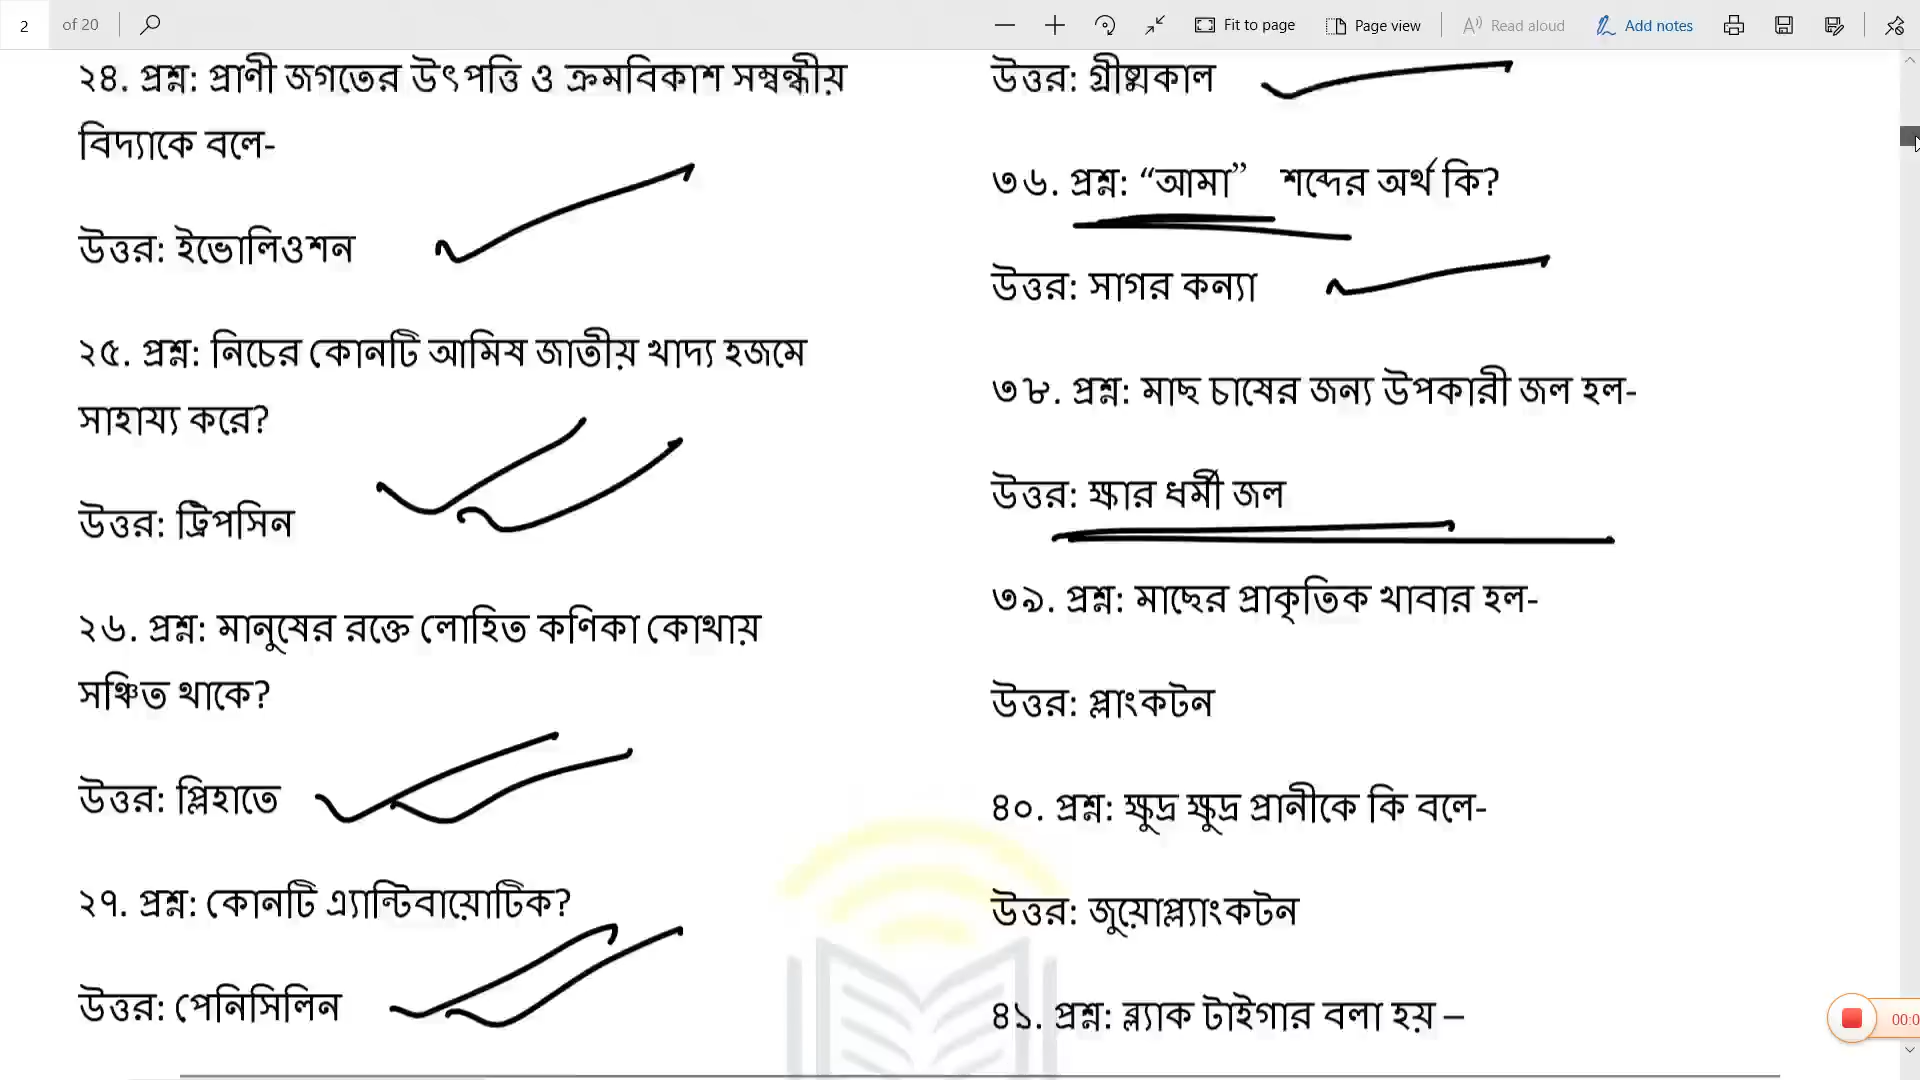 2 of 20 Fit to page Page view Read aloud Add notes
২৪. প্রশ্ন: প্রাণী জগতের উৎপত্তি ও ক্রমবিকাশ সম্বন্ধীয়
বিদ্যাকে বলে-
উত্তর: ইভোলিওশন
২৫. প্রশ্ন: নিচের কোনটি আমিষ জাতীয় খাদ্য হজমে
সাহায্য করে?
উত্তর: ট্রিপসিন
২৬. প্রশ্ন: মানুষের রক্তে লোহিত কণিকা কোথায়
সঞ্চিত থাকে?
উত্তর: প্লিহাতে
২৭. প্রশ্ন: কোনটি এ্যান্টিবায়োটিক?
উত্তর: পেনিসিলিন
উত্তর: গ্রীষ্মকাল
৩৬. প্রশ্ন: “আমা” শব্দের অর্থ কি?
উত্তর: সাগর কন্যা
৩৮. প্রশ্ন: মাছ চাষের জন্য উপকারী জল হল-
উত্তর: ক্ষার ধর্মী জল
৩৯. প্রশ্ন: মাছের প্রাকৃতিক খাবার হল-
উত্তর: প্লাংকটন
৪০. প্রশ্ন: ক্ষুদ্র ক্ষুদ্র প্রানীকে কি বলে-
উত্তর: জুয়োপ্ল্যাংকটন
৪১. প্রশ্ন: ব্ল্যাক টাইগার বলা হয় –
00:0